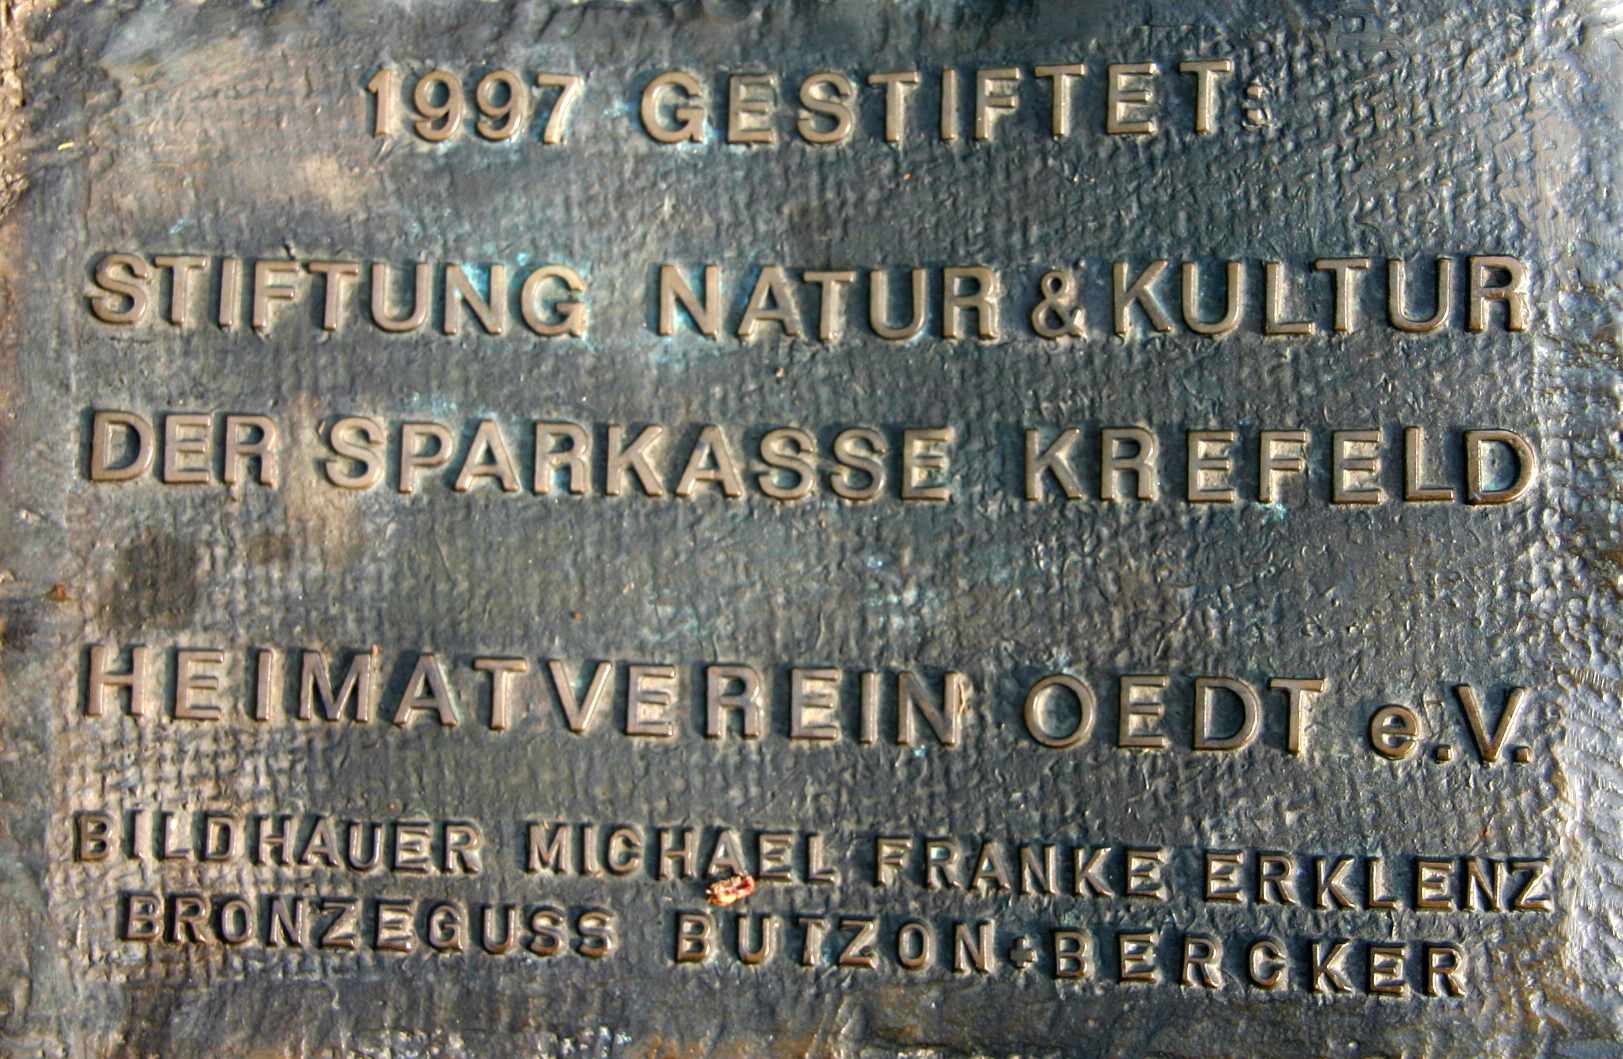 1997 GESTIFTET:
STIFTUNG NATUR & KULTUR
DER SPARKASSE KREFELD
HEIMATVEREIN OEDT e.V.
BILDHAUER MICHAEL FRANKE ERKLENZ
BRONZEGUSS BUTZON+BERCKER